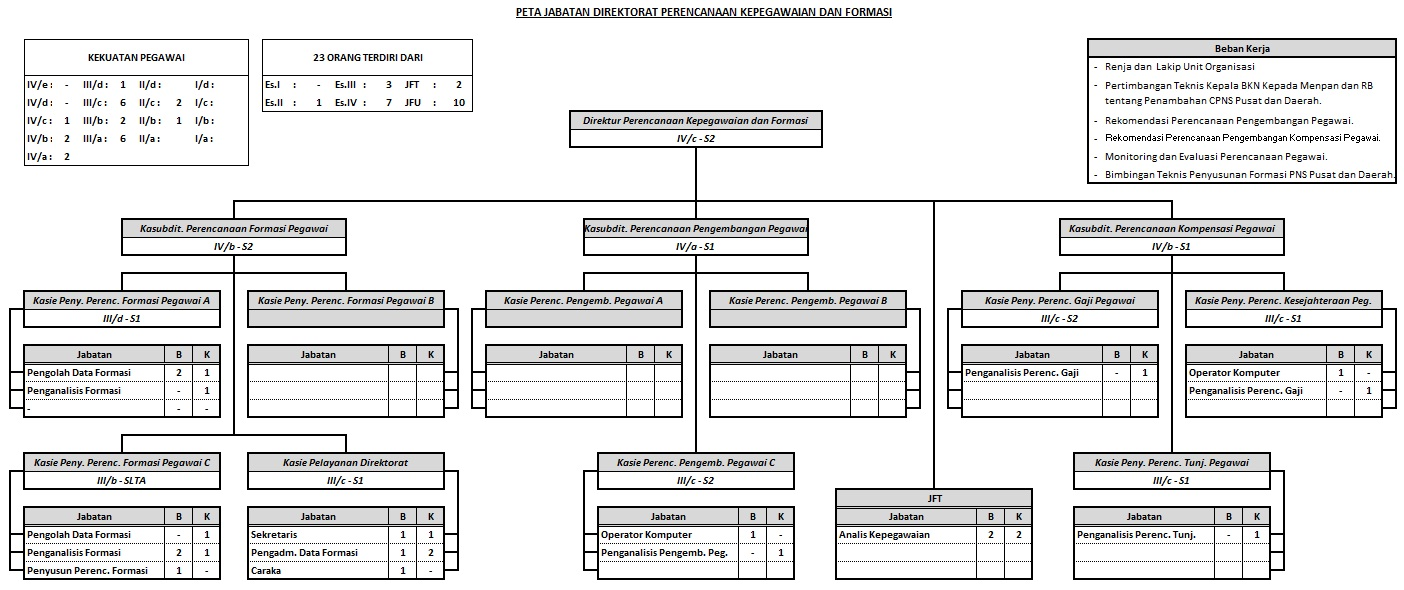 PETA JABATAN DIREKTORAT PERENCANAAN KEPEGAWAIAN DAN FORMASI
KEKUATAN PEGAWAI
IV/e : - III/d : 1 II/d : I/d :
IV/d : - III/c : 6 II/c : 2 I/c :
IV/c : 1 III/b : 2 II/b : 1 I/b :
IV/b : 2 III/a : 6 II/a : I/a :
IV/a : 2
23 ORANG TERDIRI DARI
Es.I : - Es.III : 3 JFT : 2
Es.II : 1 Es.IV : 7 JFU : 10
Beban Kerja
- Renja dan Lakip Unit Organisasi
- Pertimbangan Teknis Kepala BKN Kepada Menpan dan RB
tentang Penambahan CPNS Pusat dan Daerah.
- Rekomendasi Perencanaan Pengembangan Pegawai.
- Rekomendasi Perencanaan Pengembangan Kompensasi Pegawai.
- Monitoring dan Evaluasi Perencanaan Pegawai.
- Bimbingan Teknis Penyusunan Formasi PNS Pusat dan Daerah.
Direktur Perencanaan Kepegawaian dan Formasi
IV/c - S2
Kasubdit. Perencanaan Formasi Pegawai
IV/b - S2
Kasubdit. Perencanaan Pengembangan Pegawai
IV/a - S1
Kasubdit. Perencanaan Kompensasi Pegawai
IV/b - S1
Kasie Peny. Perenc. Formasi Pegawai A
III/d - S1
Jabatan B K
Pengolah Data Formasi 2 1
Penganalisis Formasi - 1
- - -
Kasie Peny. Perenc. Formasi Pegawai B
Jabatan B K
Kasie Perenc. Pengemb. Pegawai A
Jabatan B K
Kasie Perenc. Pengemb. Pegawai B
Jabatan B K
Kasie Peny. Perenc. Gaji Pegawai
III/c - S2
Jabatan B K
Penganalisis Perenc. Gaji - 1
Kasie Peny. Perenc. Kesejahteraan Peg.
III/c - S1
Jabatan B K
Operator Komputer 1 -
Penganalisis Perenc. Gaji - 1
Kasie Peny. Perenc. Formasi Pegawai C
III/b - SLTA
Jabatan B K
Pengolah Data Formasi - 1
Penganalisis Formasi 2 1
Penyusun Perenc. Formasi 1 -
Kasie Pelayanan Direktorat
III/c - S1
Jabatan B K
Sekretaris 1 1
Pengadm. Data Formasi 1 2
Caraka 1 -
Kasie Perenc. Pengemb. Pegawai C
III/c - S2
Jabatan B K
Operator Komputer 1 -
Penganalisis Pengemb. Peg. - 1
JFT
Jabatan B K
Analis Kepegawaian 2 2
Kasie Peny. Perenc. Tunj. Pegawai
III/c - S1
Jabatan B K
Penganalisis Perenc. Tunj. - 1